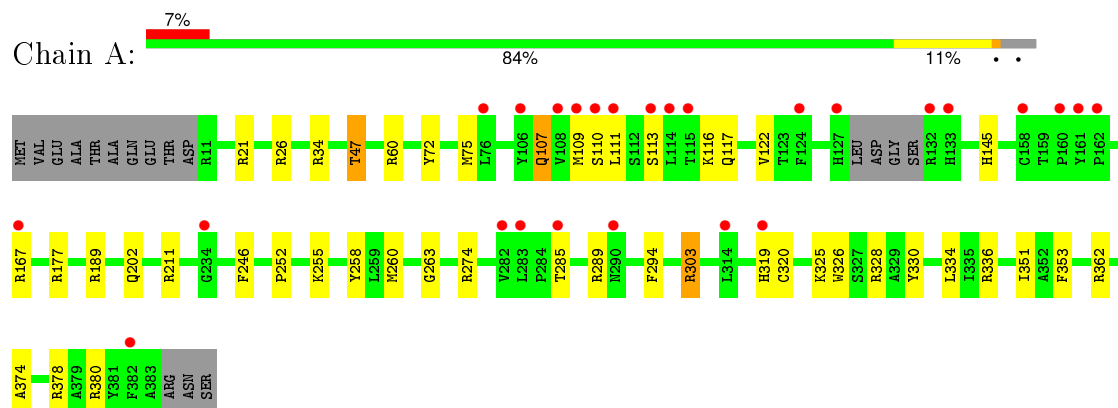 7%
Chain A:
84% 11% • •
MET VAL GLU ALA THR ALA GLN GLU THR ASP R11 R21 R26 R34 T47 R60 Y72 M75 L76 Y106 Q107 V108 M109 S110 L111 S112 S113 L114 T115 K116 Q117 V122 T123 F124 H127 LEU ASP GLY SER R132 H133 H145 C158 T159 P160 Y161 P162
R167 R177 R189 Q202 R211 G234 F246 P252 K255 Y258 L259 M260 G263 R274 V282 L283 P284 T285 R289 N290 F294 R303 L314 H319 C320 K325 W326 S327 R328 A329 Y330 L334 I335 R336 I351 A352 F353 R362
A374 R378 A379 R380 Y381 F382 A383 ARG ASN SER